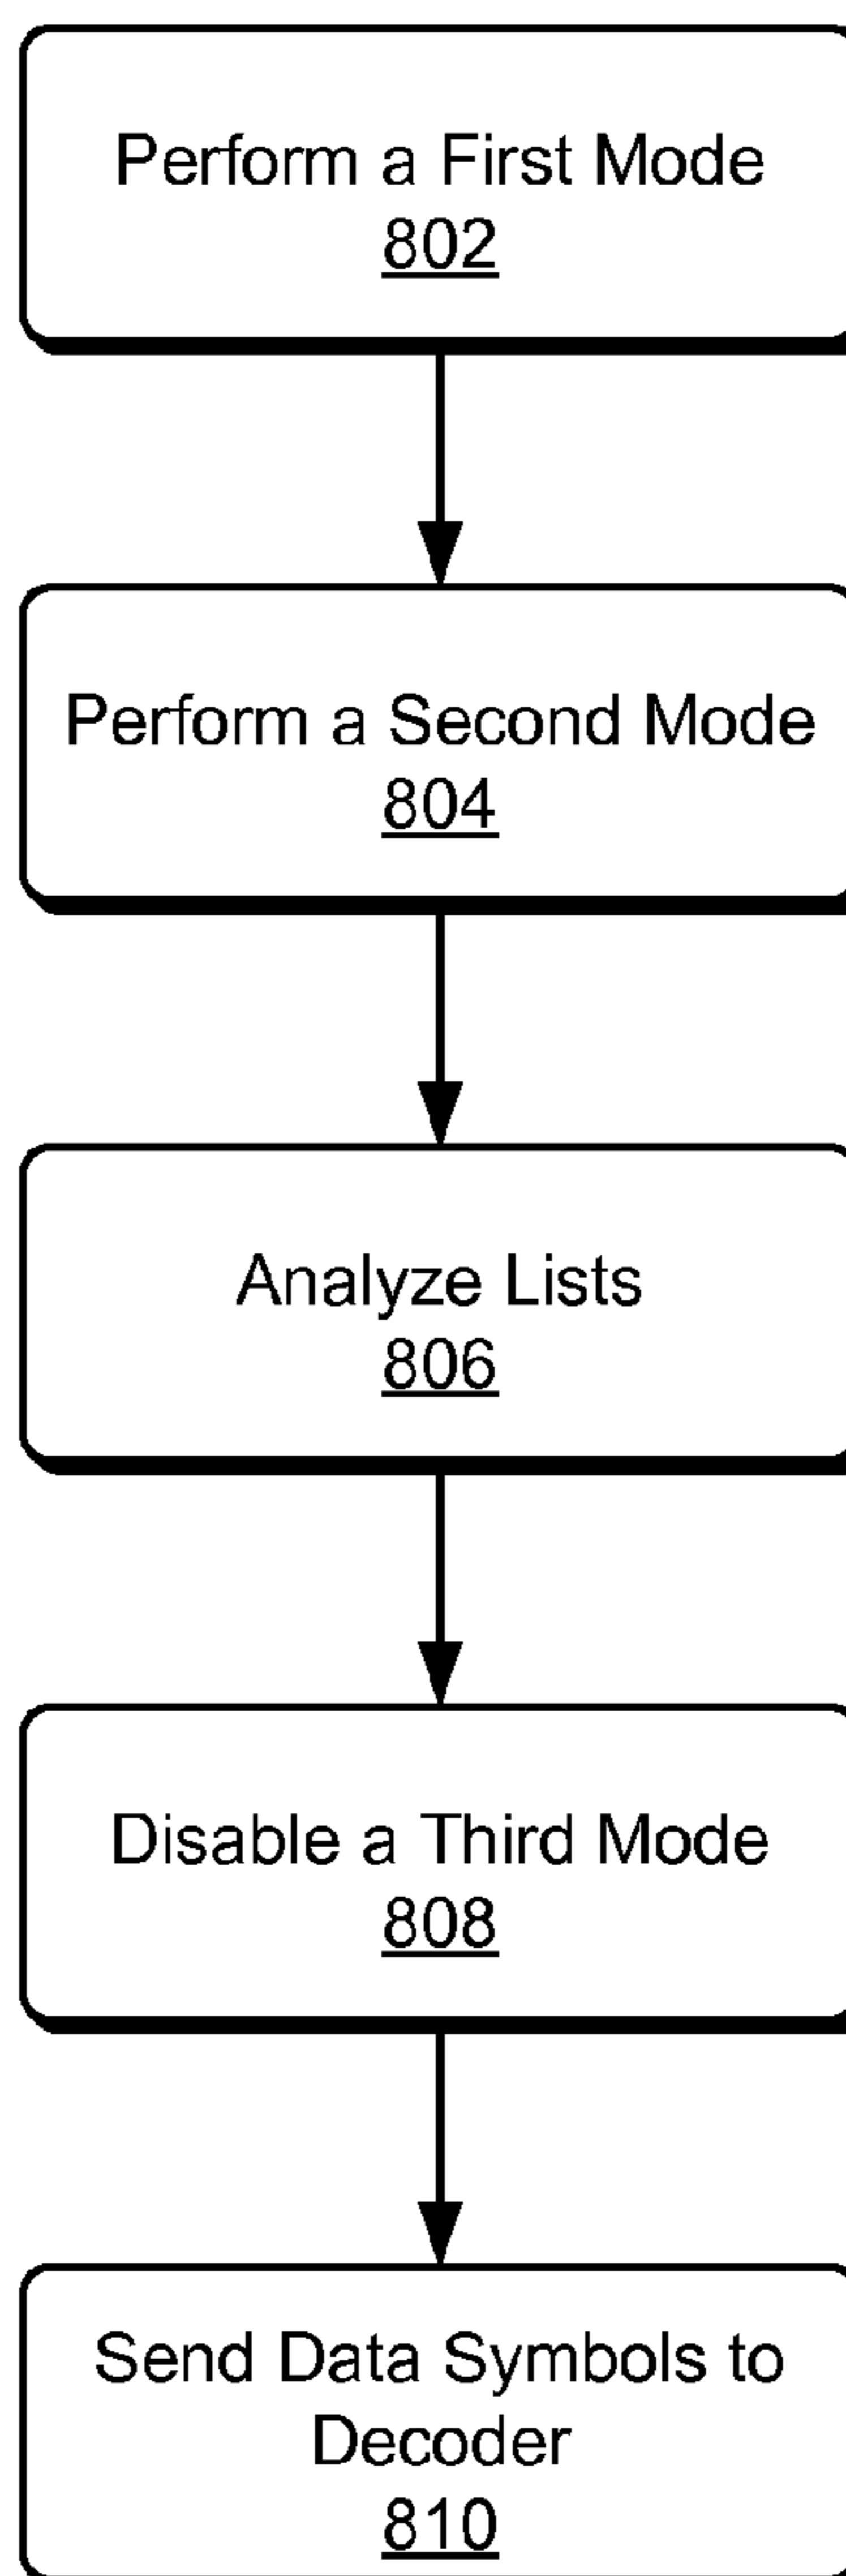 Perform a First Mode
802
Perform a Second Mode
804
Analyze Lists
806
Disable a Third Mode
808
Send Data Symbols to
Decoder
810